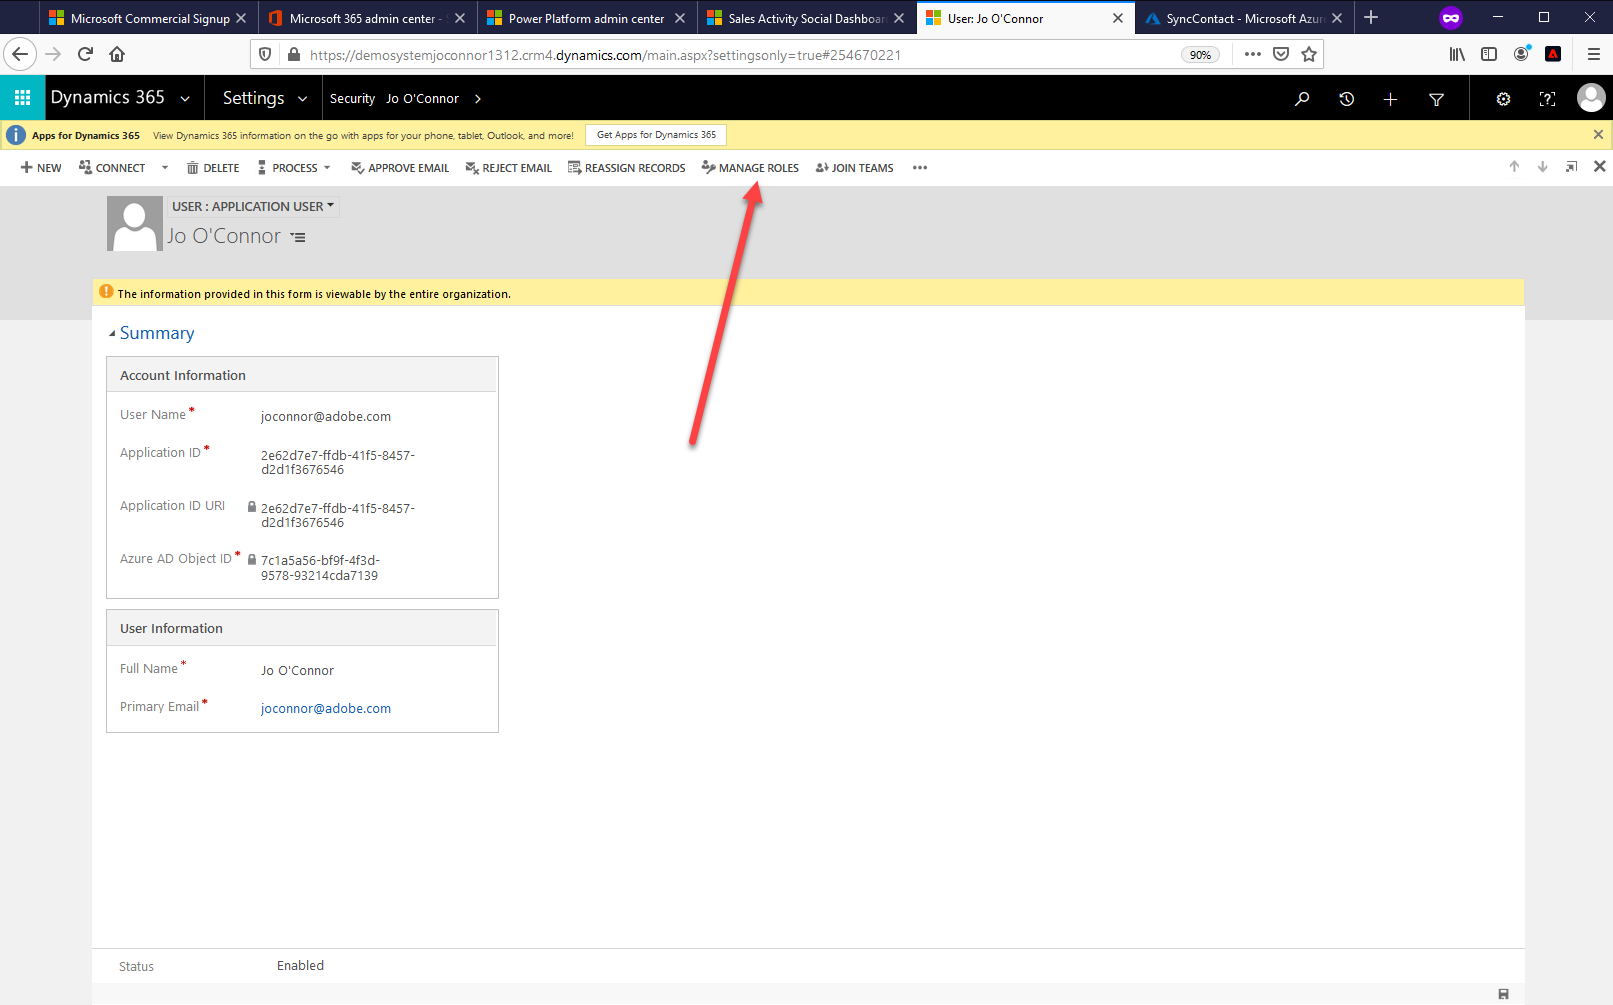 Microsoft Commercial Signup
Microsoft 365 admin center -
Power Platform admin center
Sales Activity Social Dashboar
User: Jo O'Connor
SyncContact - Microsoft Azur
https://demosystemjoconnor1312.crm4.dynamics.com/main.aspx?settingsonly=true#254670221
90%
Dynamics 365
Settings
Security
Jo O'Connor
Apps for Dynamics 365 View Dynamics 365 information on the go with apps for your phone, tablet, Outlook, and more!
Get Apps for Dynamics 365
NEW
CONNECT
DELETE
PROCESS
APPROVE EMAIL
REJECT EMAIL
REASSIGN RECORDS
MANAGE ROLES
JOIN TEAMS
USER : APPLICATION USER
Jo O'Connor
The information provided in this form is viewable by the entire organization.
Summary
Account Information
User Name*
joconnor@adobe.com
Application ID*
2e62d7e7-ffdb-41f5-8457-
d2d1f3676546
Application ID URI
2e62d7e7-ffdb-41f5-8457-
d2d1f3676546
Azure AD Object ID*
7c1a5a56-bf9f-4f3d-
9578-93214cda7139
User Information
Full Name*
Jo O'Connor
Primary Email*
joconnor@adobe.com
Status
Enabled